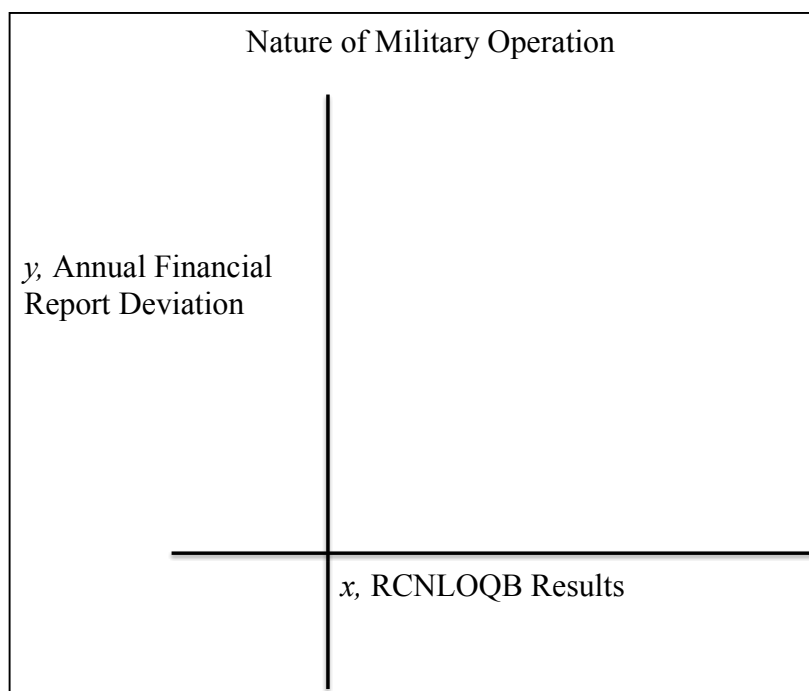 Nature of Military Operation
y, Annual Financial
Report Deviation
x, RCNLOQB Results